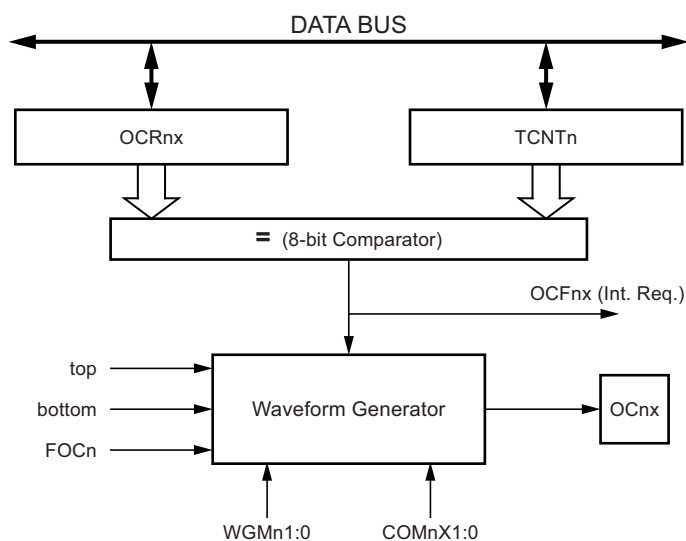 DATA BUS
OCRnx
TCNTn
= (8-bit Comparator)
OCFnx (Int. Req.)
top
bottom
FOCn
Waveform Generator
OCnx
WGMn1:0
COMnX1:0